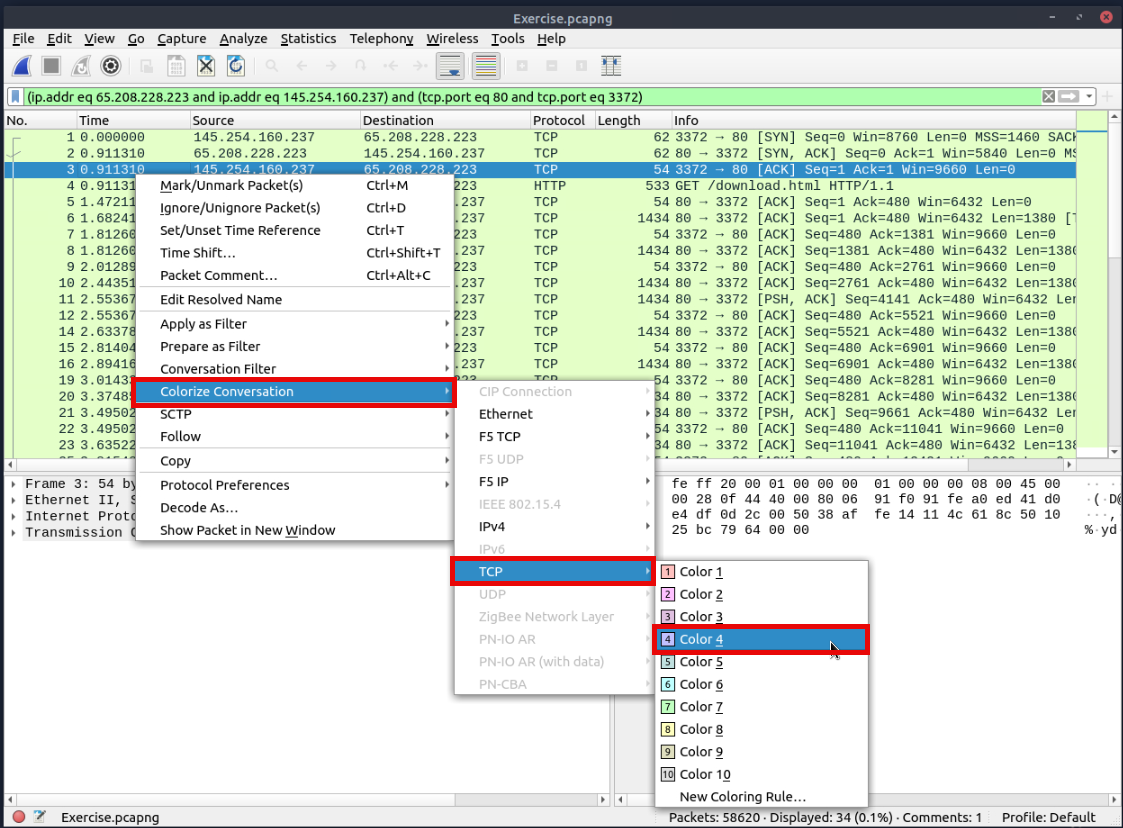 Exercise.pcapng
File Edit View Go Capture Analyze Statistics Telephony Wireless Tools Help
(ip.addr eq 65.208.228.223 and ip.addr eq 145.254.160.237) and (tcp.port eq 80 and tcp.port eq 3372)
No. Time Source Destination Protocol Length Info
1 0.000000 145.254.160.237 65.208.228.223 TCP 62 3372 → 80 [SYN] Seq=0 Win=8760 Len=0 MSS=1460 SACK
2 0.911310 65.208.228.223 145.254.160.237 TCP 62 80 → 3372 [SYN, ACK] Seq=0 Ack=1 Win=5840 Len=0 MS
3 0.911310 145.254.160.237 65.208.228.223 TCP 54 3372 → 80 [ACK] Seq=1 Ack=1 Win=9660 Len=0
4 0.91131 .223 HTTP 533 GET /download.html HTTP/1.1
5 1.47211 .237 TCP 54 80 → 3372 [ACK] Seq=1 Ack=480 Win=6432 Len=0
6 1.68241 .237 TCP 1434 80 → 3372 [ACK] Seq=1 Ack=480 Win=6432 Len=1380 [T
7 1.81260 223 TCP 54 3372 → 80 [ACK] Seq=480 Ack=1381 Win=9660 Len=0
8 1.81260 .237 TCP 1434 80 → 3372 [ACK] Seq=1381 Ack=480 Win=6432 Len=1380
9 2.01289 223 TCP 54 3372 → 80 [ACK] Seq=480 Ack=2761 Win=9660 Len=0
10 2.44351 .237 TCP 1434 80 → 3372 [ACK] Seq=2761 Ack=480 Win=6432 Len=1380
11 2.55367 .237 TCP 1434 80 → 3372 [PSH, ACK] Seq=4141 Ack=480 Win=6432 Ler
12 2.55367 223 TCP 54 3372 → 80 [ACK] Seq=480 Ack=5521 Win=9660 Len=0
14 2.63378 .237 TCP 1434 80 → 3372 [ACK] Seq=5521 Ack=480 Win=6432 Len=1380
15 2.81404 223 TCP 54 3372 → 80 [ACK] Seq=480 Ack=6901 Win=9660 Len=0
16 2.89416 .237 TCP 1434 80 → 3372 [ACK] Seq=6901 Ack=480 Win=6432 Len=1380
19 3.01433 223 TCP 54 3372 → 80 [ACK] Seq=480 Ack=8281 Win=9660 Len=0
20 3.37485 34 80 → 3372 [ACK] Seq=8281 Ack=480 Win=6432 Len=1380
21 3.49502 34 80 → 3372 [PSH, ACK] Seq=9661 Ack=480 Win=6432 Ler
22 3.49502 54 3372 → 80 [ACK] Seq=480 Ack=11041 Win=9660 Len=0
23 3.63522 34 80 → 3372 [ACK] Seq=11041 Ack=480 Win=6432 Len=138
Mark/Unmark Packet(s) Ctrl+M
Ignore/Unignore Packet(s) Ctrl+D
Set/Unset Time Reference Ctrl+T
Time Shift… Ctrl+Shift+T
Packet Comment… Ctrl+Alt+C
Edit Resolved Name
Apply as Filter
Prepare as Filter
Conversation Filter
Colorize Conversation
SCTP
Follow
Copy
Protocol Preferences
Decode As…
Show Packet in New Window
CIP Connection
Ethernet
F5 TCP
F5 UDP
F5 IP
IEEE 802.15.4
IPv4
IPv6
TCP
UDP
ZigBee Network Layer
PN-IO AR
PN-IO AR (with data)
PN-CBA
1 Color 1
2 Color 2
3 Color 3
4 Color 4
5 Color 5
6 Color 6
7 Color 7
8 Color 8
9 Color 9
10 Color 10
New Coloring Rule…
Frame 3: 54 by
Ethernet II, S
Internet Proto
Transmission C
fe ff 20 00 01 00 00 00 01 00 00 00 08 00 45 00 ·· ·
00 28 0f 44 40 00 80 06 91 f0 91 fe a0 ed 41 d0 ·(·D@
e4 df 0d 2c 00 50 38 af fe 14 11 4c 61 8c 50 10 ···,
25 bc 79 64 00 00 %·yd
Exercise.pcapng
Packets: 58620 · Displayed: 34 (0.1%) · Comments: 1 Profile: Default